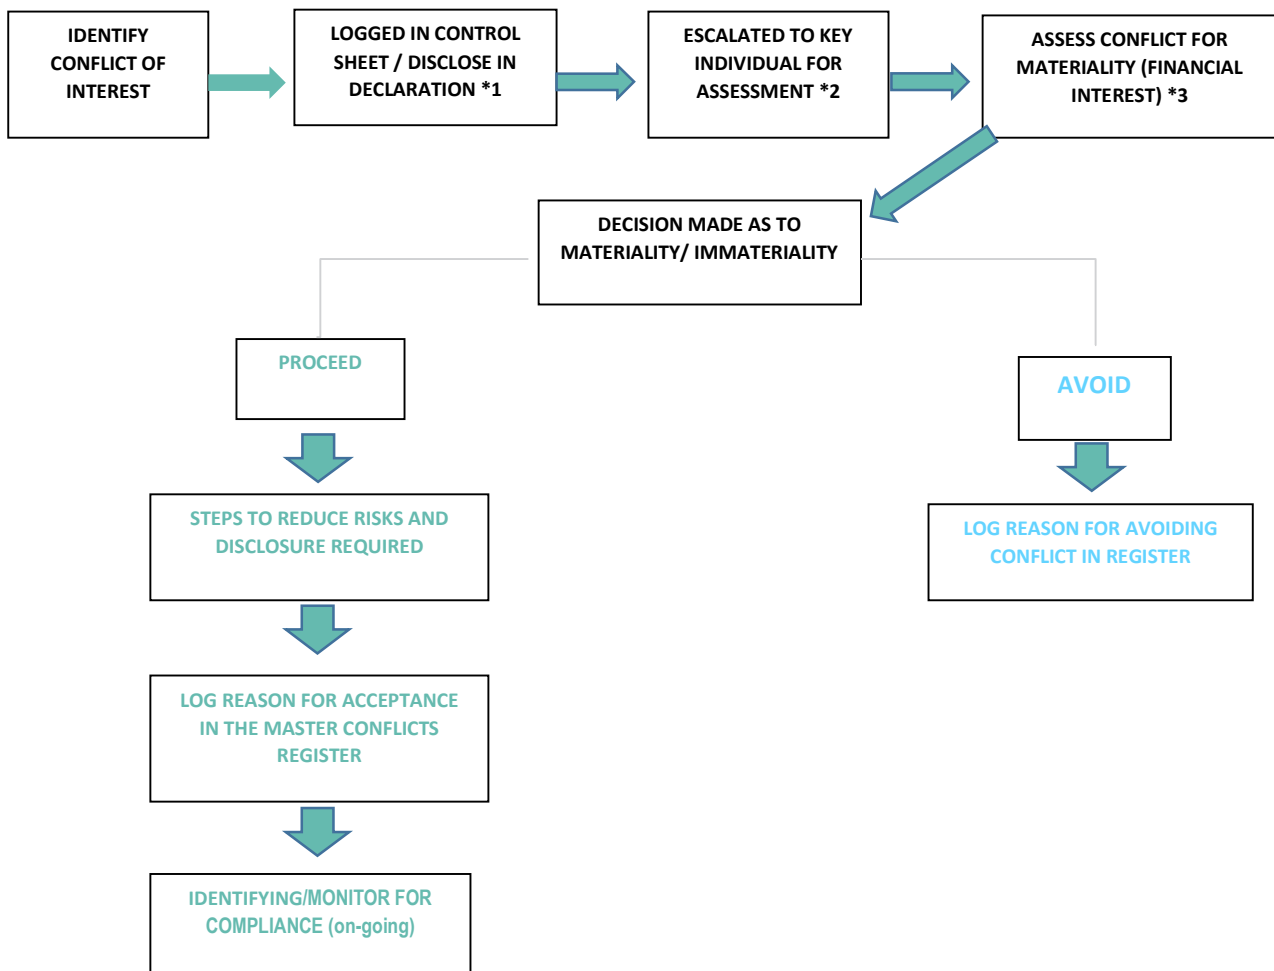 IDENTIFY
CONFLICT OF
INTEREST
LOGGED IN CONTROL
SHEET / DISCLOSE IN
DECLARATION *1
ESCALATED TO KEY
INDIVIDUAL FOR
ASSESSMENT *2
ASSESS CONFLICT FOR
MATERIALITY (FINANCIAL
INTEREST) *3
DECISION MADE AS TO
MATERIALITY/ IMMATERIALITY
PROCEED
AVOID
STEPS TO REDUCE RISKS AND
DISCLOSURE REQUIRED
LOG REASON FOR AVOIDING
CONFLICT IN REGISTER
LOG REASON FOR ACCEPTANCE
IN THE MASTER CONFLICTS
REGISTER
IDENTIFYING/MONITOR FOR
COMPLIANCE (on-going)